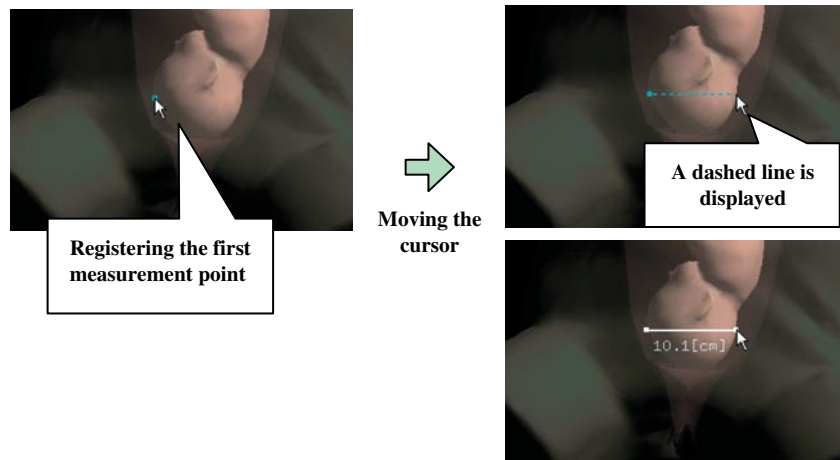 Registering the first
measurement point
Moving the
cursor
A dashed line is
displayed
10.1[cm]